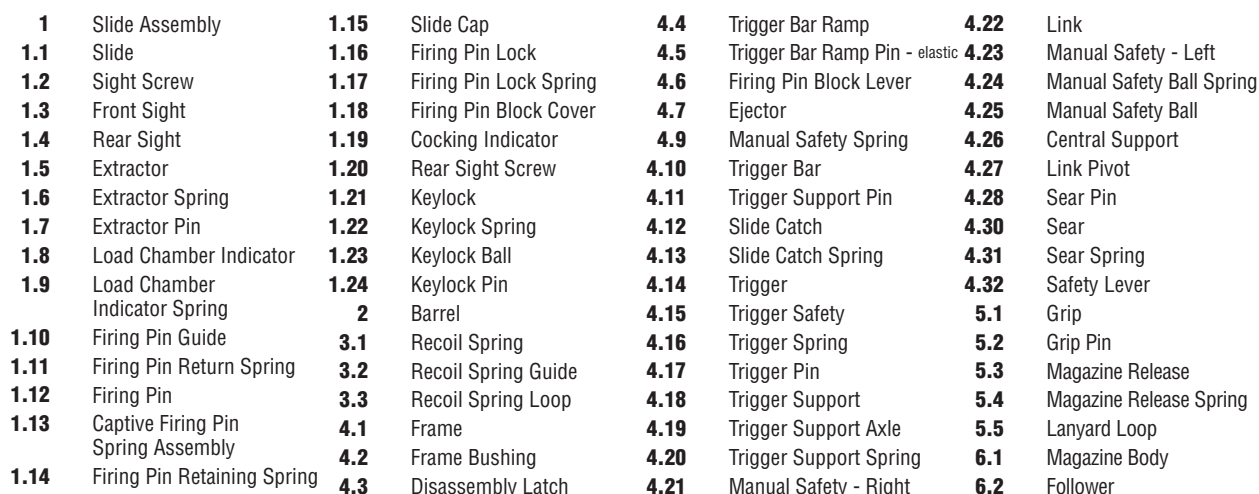 1 Slide Assembly
1.1 Slide
1.2 Sight Screw
1.3 Front Sight
1.4 Rear Sight
1.5 Extractor
1.6 Extractor Spring
1.7 Extractor Pin
1.8 Load Chamber Indicator
1.9 Load Chamber
Indicator Spring
1.10 Firing Pin Guide
1.11 Firing Pin Return Spring
1.12 Firing Pin
1.13 Captive Firing Pin
Spring Assembly
1.14 Firing Pin Retaining Spring
1.15 Slide Cap
1.16 Firing Pin Lock
1.17 Firing Pin Lock Spring
1.18 Firing Pin Block Cover
1.19 Cocking Indicator
1.20 Rear Sight Screw
1.21 Keylock
1.22 Keylock Spring
1.23 Keylock Ball
1.24 Keylock Pin
2 Barrel
3.1 Recoil Spring
3.2 Recoil Spring Guide
3.3 Recoil Spring Loop
4.1 Frame
4.2 Frame Bushing
4.3 Disassembly Latch
4.4 Trigger Bar Ramp
4.5 Trigger Bar Ramp Pin - elastic
4.6 Firing Pin Block Lever
4.7 Ejector
4.9 Manual Safety Spring
4.10 Trigger Bar
4.11 Trigger Support Pin
4.12 Slide Catch
4.13 Slide Catch Spring
4.14 Trigger
4.15 Trigger Safety
4.16 Trigger Spring
4.17 Trigger Pin
4.18 Trigger Support
4.19 Trigger Support Axle
4.20 Trigger Support Spring
4.21 Manual Safety - Right
4.22 Link
4.23 Manual Safety - Left
4.24 Manual Safety Ball Spring
4.25 Manual Safety Ball
4.26 Central Support
4.27 Link Pivot
4.28 Sear Pin
4.30 Sear
4.31 Sear Spring
4.32 Safety Lever
5.1 Grip
5.2 Grip Pin
5.3 Magazine Release
5.4 Magazine Release Spring
5.5 Lanyard Loop
6.1 Magazine Body
6.2 Follower